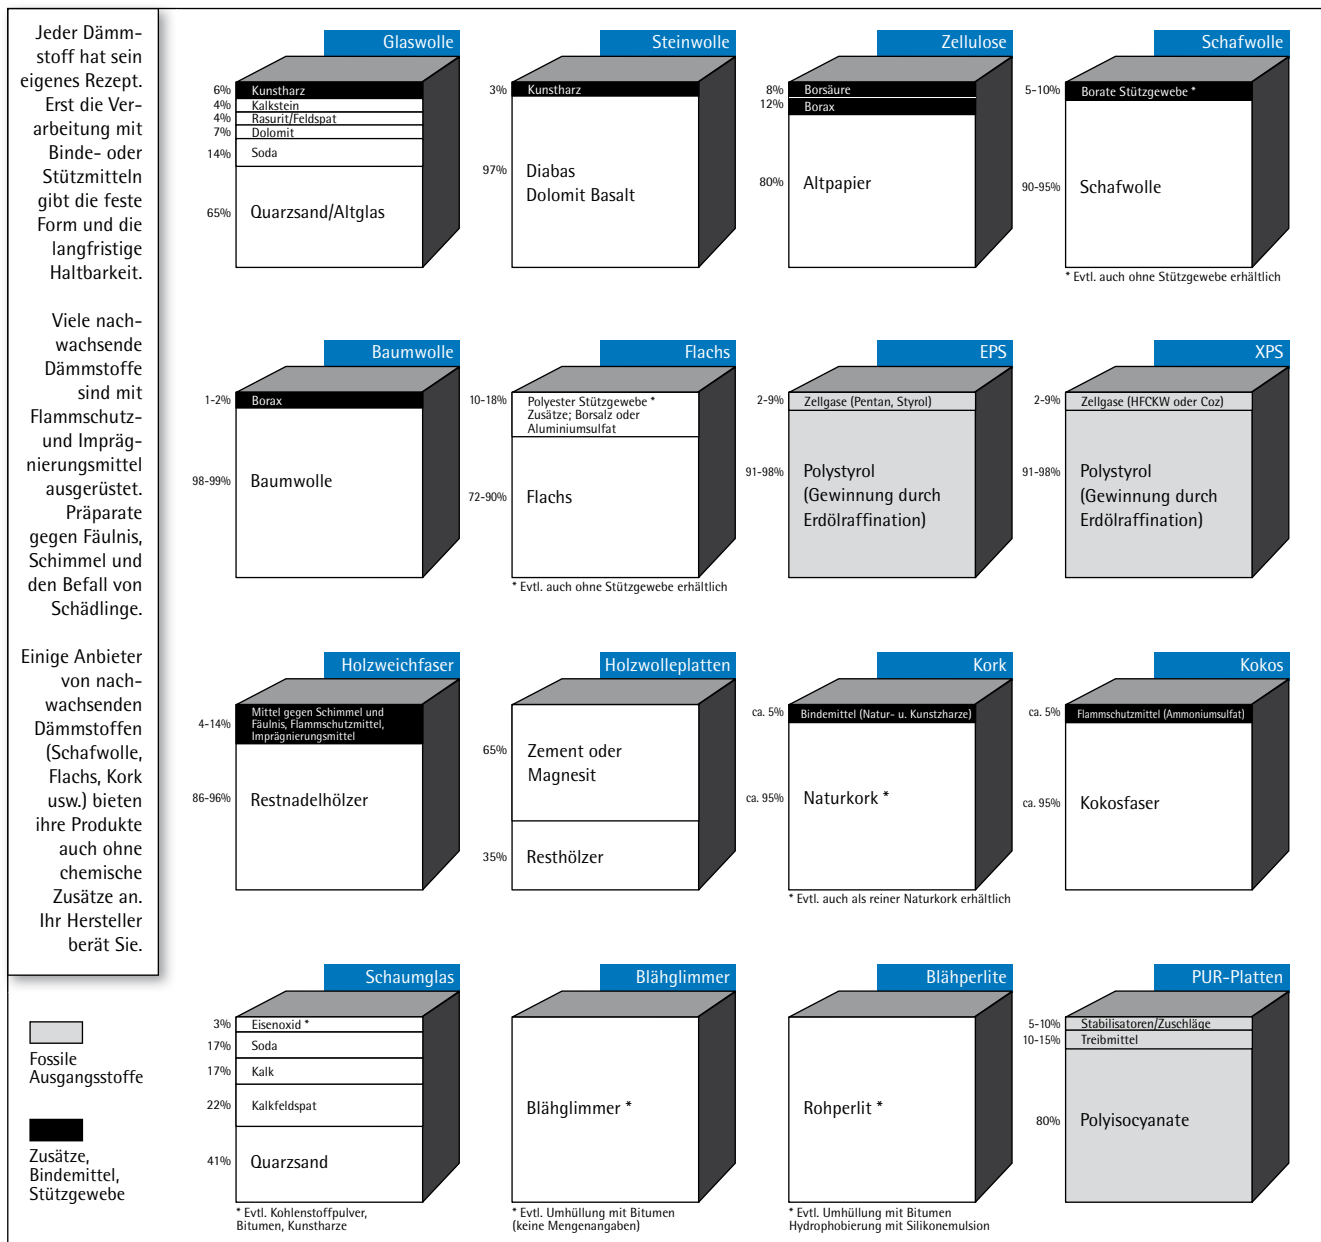 Jeder Dämm-
stoff hat sein
eigenes Rezept.
Erst die Ver-
arbeitung mit
Binde- oder
Stützmitteln
gibt die feste
Form und die
langfristige
Haltbarkeit.
Viele nach-
wachsende
Dämmstoffe
sind mit
Flammschutz-
und Impräg-
nierungsmittel
ausgerüstet.
Präparate
gegen Fäulnis,
Schimmel und
den Befall von
Schädlinge.
Einige Anbieter
von nach-
wachsenden
Dämmstoffen
(Schafwolle,
Flachs, Kork
usw.) bieten
ihre Produkte
auch ohne
chemische
Zusätze an.
Ihr Hersteller
berät Sie.
Fossile
Ausgangsstoffe
Zusätze,
Bindemittel,
Stützgewebe
Glaswolle
6% Kunstharz
4% Kalkstein
4% Rasurit/Feldspat
7% Dolomit
14% Soda
65% Quarzsand/Altglas
Steinwolle
3% Kunstharz
97% Diabas
Dolomit Basalt
Zellulose
8% Borsäure
12% Borax
80% Altpapier
Schafwolle
5-10% Borate Stützgewebe *
90-95% Schafwolle
* Evtl. auch ohne Stützgewebe erhältlich
Baumwolle
1-2% Borax
98-99% Baumwolle
Flachs
10-18% Polyester Stützgewebe *
Zusätze; Borsalz oder
Aluminiumsulfat
72-90% Flachs
* Evtl. auch ohne Stützgewebe erhältlich
EPS
2-9% Zellgase (Pentan, Styrol)
91-98% Polystyrol
(Gewinnung durch
Erdölraffination)
XPS
2-9% Zellgase (HFCKW oder Coz)
91-98% Polystyrol
(Gewinnung durch
Erdölraffination)
Holzweichfaser
4-14% Mittel gegen Schimmel und
Fäulnis, Flammschutzmittel,
Imprägnierungsmittel
86-96% Restnadelhölzer
Holzwolleplatten
65% Zement oder
Magnesit
35% Resthölzer
Kork
ca. 5% Bindemittel (Natur- u. Kunstzharze)
ca. 95% Naturkork *
* Evtl. auch als reiner Naturkork erhältlich
Kokos
ca. 5% Flammschutzmittel (Ammoniumsulfat)
ca. 95% Kokosfaser
Schaumglas
3% Eisenoxid *
17% Soda
17% Kalk
22% Kalkfeldspat
41% Quarzsand
* Evtl. Kohlenstoffpulver,
Bitumen, Kunstharze
Blähglimmer
Blähglimmer *
* Evtl. Umhüllung mit Bitumen
(keine Mengenangaben)
Blähperlite
Rohperlit *
* Evtl. Umhüllung mit Bitumen
Hydrophobierung mit Silikonemulsion
PUR-Platten
5-10% Stabilisatoren/Zuschläge
10-15% Treibmittel
80% Polyisocyanate